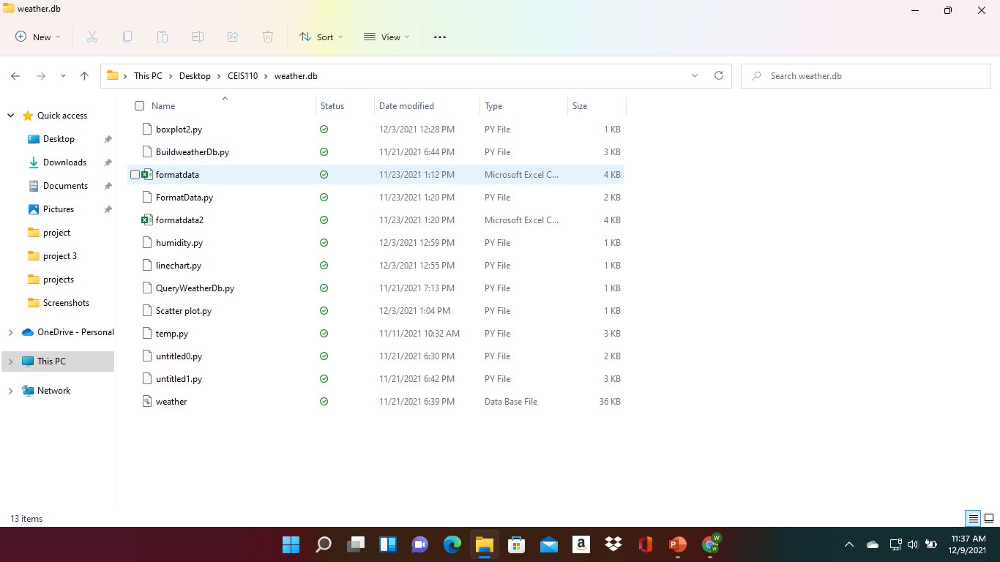 weather.db
New
Sort
View
This PC > Desktop > CEIS110 > weather.db
Search weather.db
Quick access
Desktop
Downloads
Documents
Pictures
project
project 3
projects
Screenshots
OneDrive - Personal
This PC
Network
Name Status Date modified Type Size
boxplot2.py 12/3/2021 12:28 PM PY File 1 KB
BuildweatherDb.py 11/21/2021 6:44 PM PY File 3 KB
formatdata 11/23/2021 1:12 PM Microsoft Excel C... 4 KB
FormatData.py 11/23/2021 1:20 PM PY File 2 KB
formatdata2 11/23/2021 1:20 PM Microsoft Excel C... 4 KB
humidity.py 12/3/2021 12:59 PM PY File 1 KB
linechart.py 12/3/2021 12:55 PM PY File 1 KB
QueryWeatherDb.py 11/21/2021 7:13 PM PY File 1 KB
Scatter plot.py 12/3/2021 1:04 PM PY File 1 KB
temp.py 11/11/2021 10:32 AM PY File 3 KB
untitled0.py 11/21/2021 6:30 PM PY File 2 KB
untitled1.py 11/21/2021 6:42 PM PY File 3 KB
weather 11/21/2021 6:39 PM Data Base File 36 KB
13 items
W
11:37 AM
12/9/2021